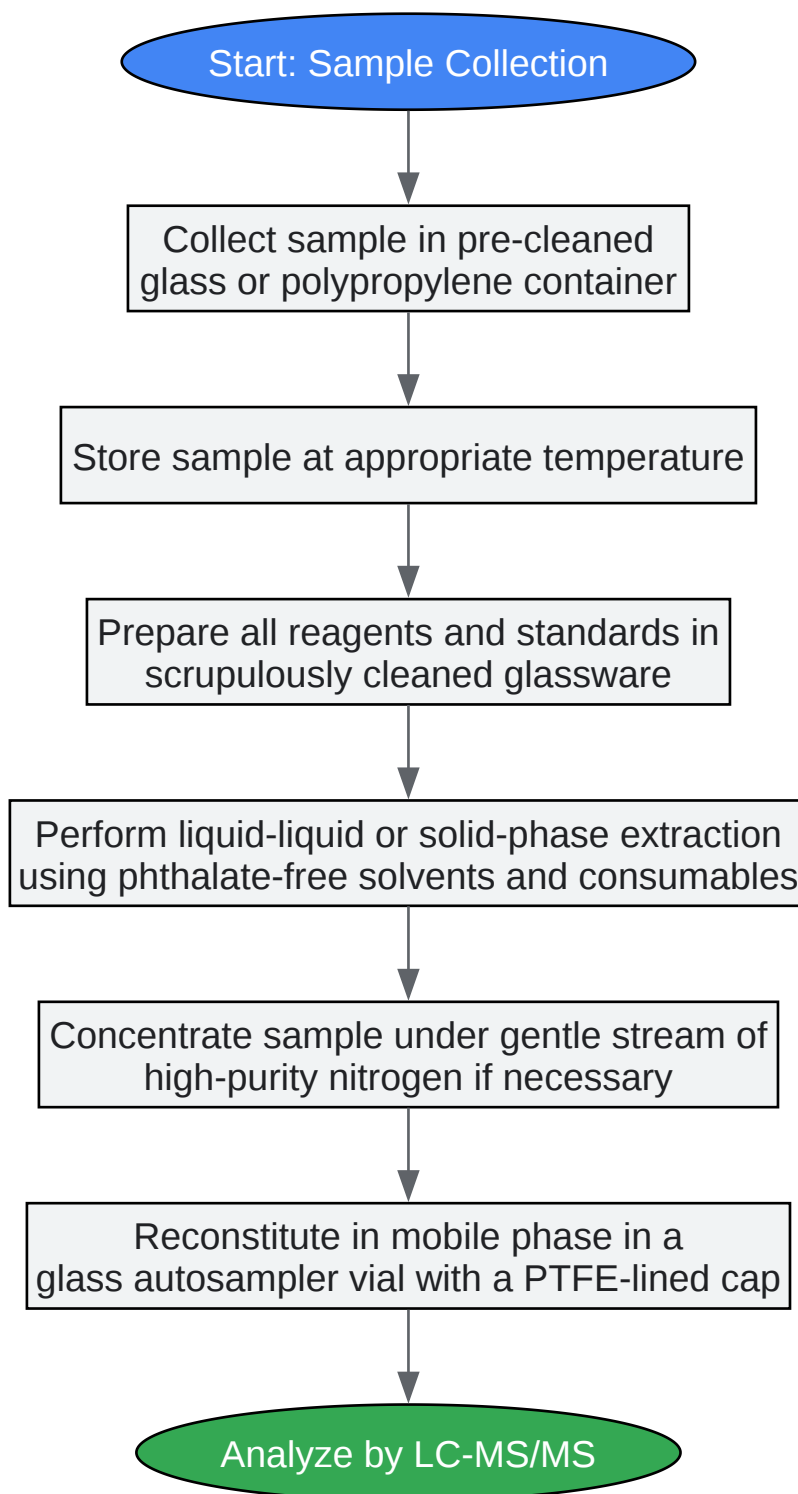 Start: Sample Collection
Collect sample in pre-cleaned
glass or polypropylene container
Store sample at appropriate temperature
Prepare all reagents and standards in
scrupulously cleaned glassware
Perform liquid-liquid or solid-phase extraction
using phthalate-free solvents and consumables
Concentrate sample under gentle stream of
high-purity nitrogen if necessary
Reconstitute in mobile phase in a
glass autosampler vial with a PTFE-lined cap
Analyze by LC-MS/MS